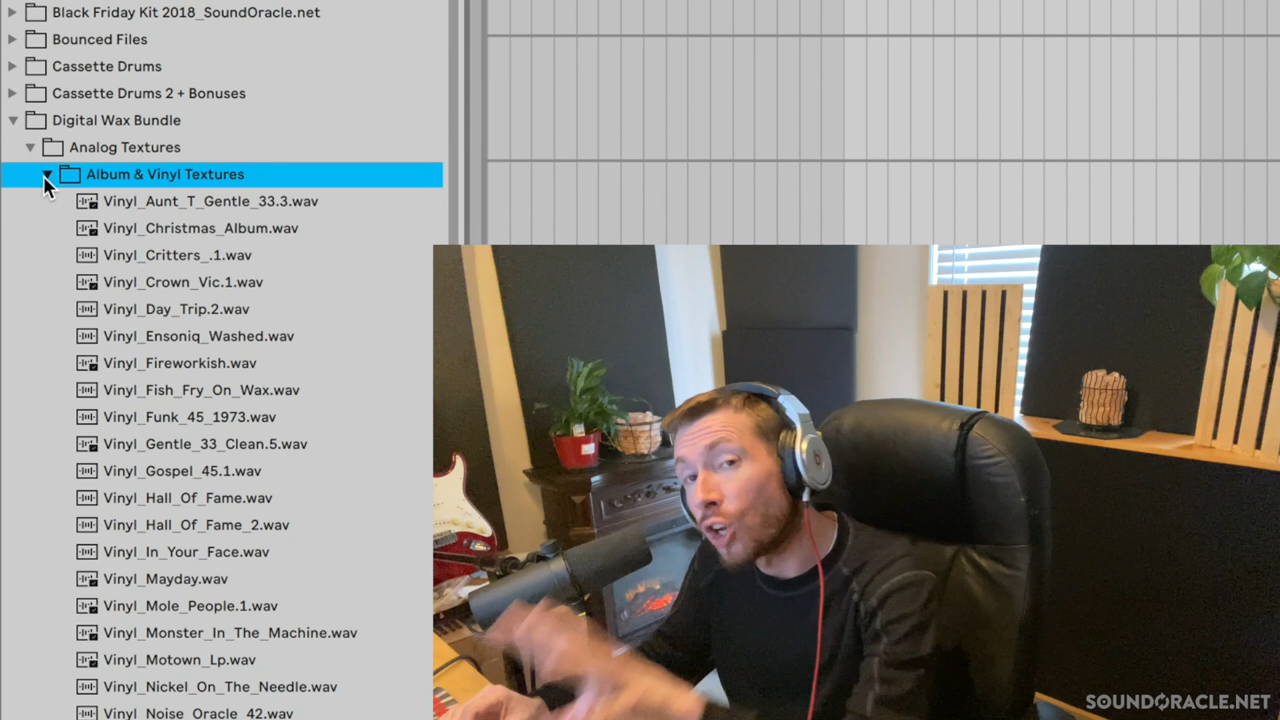 Black Friday Kit 2018_SoundOracle.net
Bounced Files
Cassette Drums
Cassette Drums 2 + Bonuses
Digital Wax Bundle
Analog Textures
Album & Vinyl Textures
Vinyl_Aunt_T_Gentle_33.3.wav
Vinyl_Christmas_Album.wav
Vinyl_Critters_.1.wav
Vinyl_Crown_Vic.1.wav
Vinyl_Day_Trip.2.wav
Vinyl_Ensoniq_Washed.wav
Vinyl_Fireworkish.wav
Vinyl_Fish_Fry_On_Wax.wav
Vinyl_Funk_45_1973.wav
Vinyl_Gentle_33_Clean.5.wav
Vinyl_Gospel_45.1.wav
Vinyl_Hall_Of_Fame.wav
Vinyl_Hall_Of_Fame_2.wav
Vinyl_In_Your_Face.wav
Vinyl_Mayday.wav
Vinyl_Mole_People.1.wav
Vinyl_Monster_In_The_Machine.wav
Vinyl_Motown_Lp.wav
Vinyl_Nickel_On_The_Needle.wav
Vinyl_Noise_Oracle_42.wav
SOUNDORACLE.NET